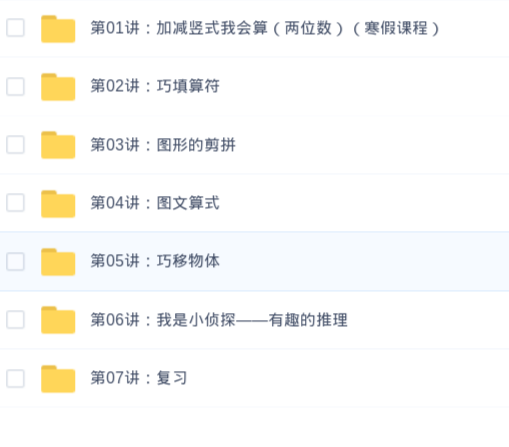 第01讲：加减竖式我会算（两位数）（寒假课程）
第02讲：巧填算符
第03讲：图形的剪拼
第04讲：图文算式
第05讲：巧移物体
第06讲：我是小侦探——有趣的推理
第07讲：复习